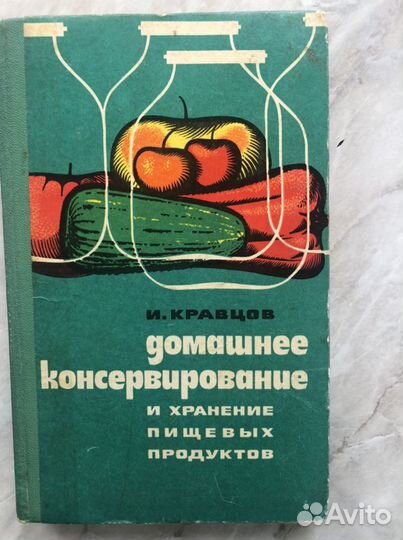 И. КРАВЦОВ
домашнее
консервирование
И ХРАНЕНИЕ
ПИЩЕВЫХ
ПРОДУКТОВ
Avito